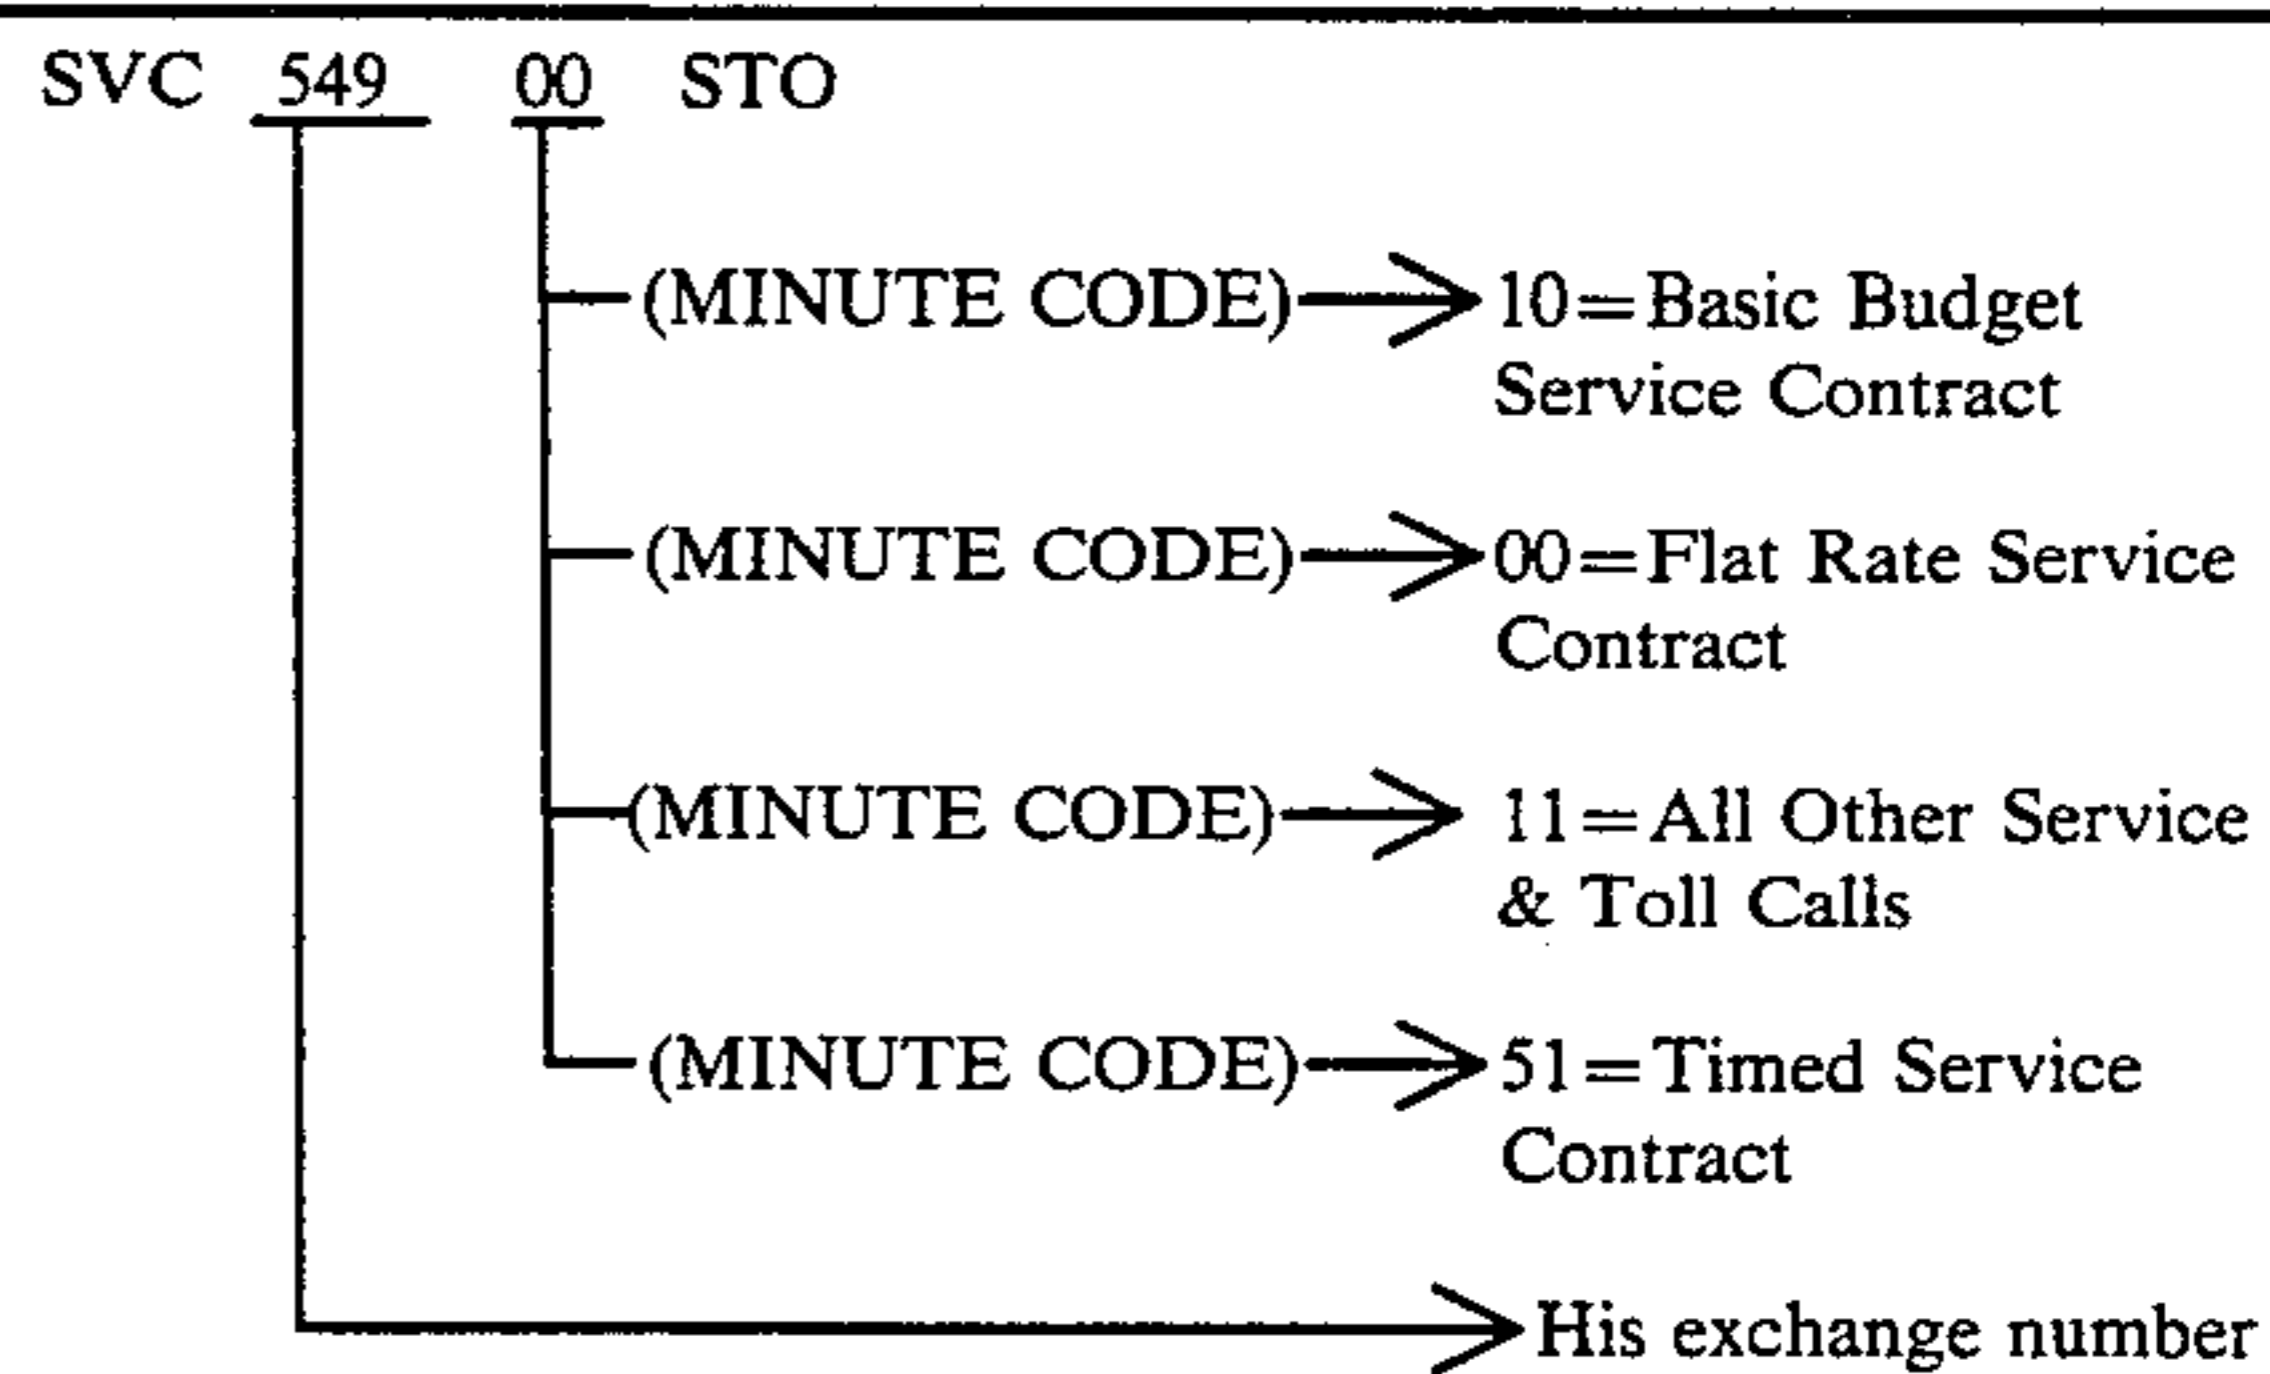 SVC 549 00 STO
(MINUTE CODE) 10=Basic Budget
Service Contract
(MINUTE CODE) 00=Flat Rate Service
Contract
(MINUTE CODE) 11=All Other Service
& Toll Calls
(MINUTE CODE) 51=Timed Service
Contract
His exchange number